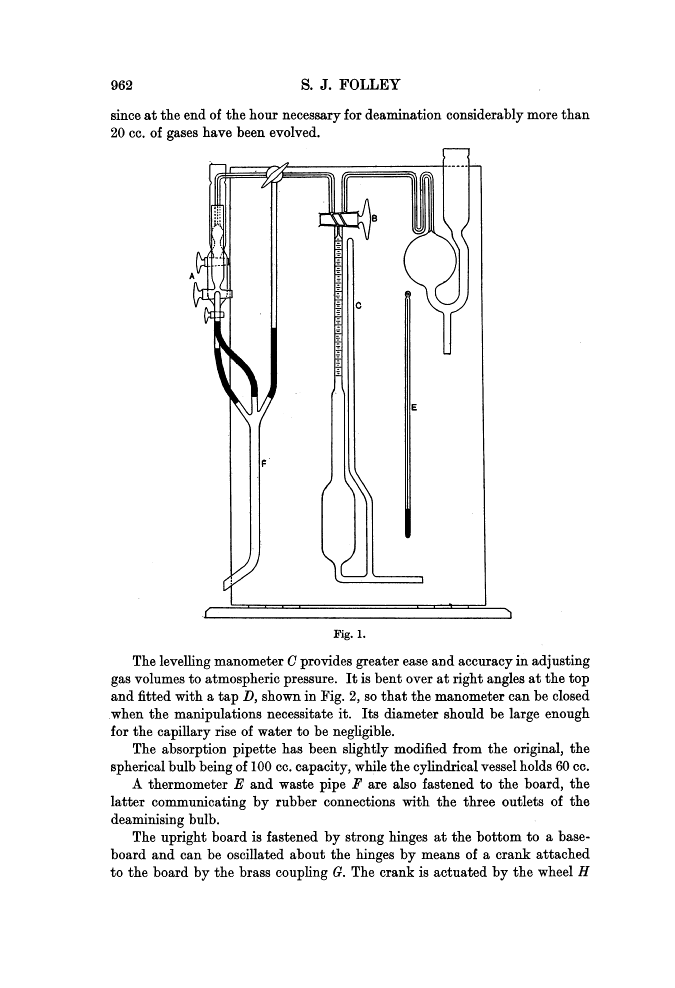 962
S. J. FOLLEY
since at the end of the hour necessary for deamination considerably more than
20 cc. of gases have been evolved.
A
B
C
E
F
Fig. 1.
The levelling manometer C provides greater ease and accuracy in adjusting
gas volumes to atmospheric pressure. It is bent over at right angles at the top
and fitted with a tap D, shown in Fig. 2, so that the manometer can be closed
when the manipulations necessitate it. Its diameter should be large enough
for the capillary rise of water to be negligible.
The absorption pipette has been slightly modified from the original, the
spherical bulb being of 100 cc. capacity, while the cylindrical vessel holds 60 cc.
A thermometer E and waste pipe F are also fastened to the board, the
latter communicating by rubber connections with the three outlets of the
deaminising bulb.
The upright board is fastened by strong hinges at the bottom to a base-
board and can be oscillated about the hinges by means of a crank attached
to the board by the brass coupling G. The crank is actuated by the wheel H